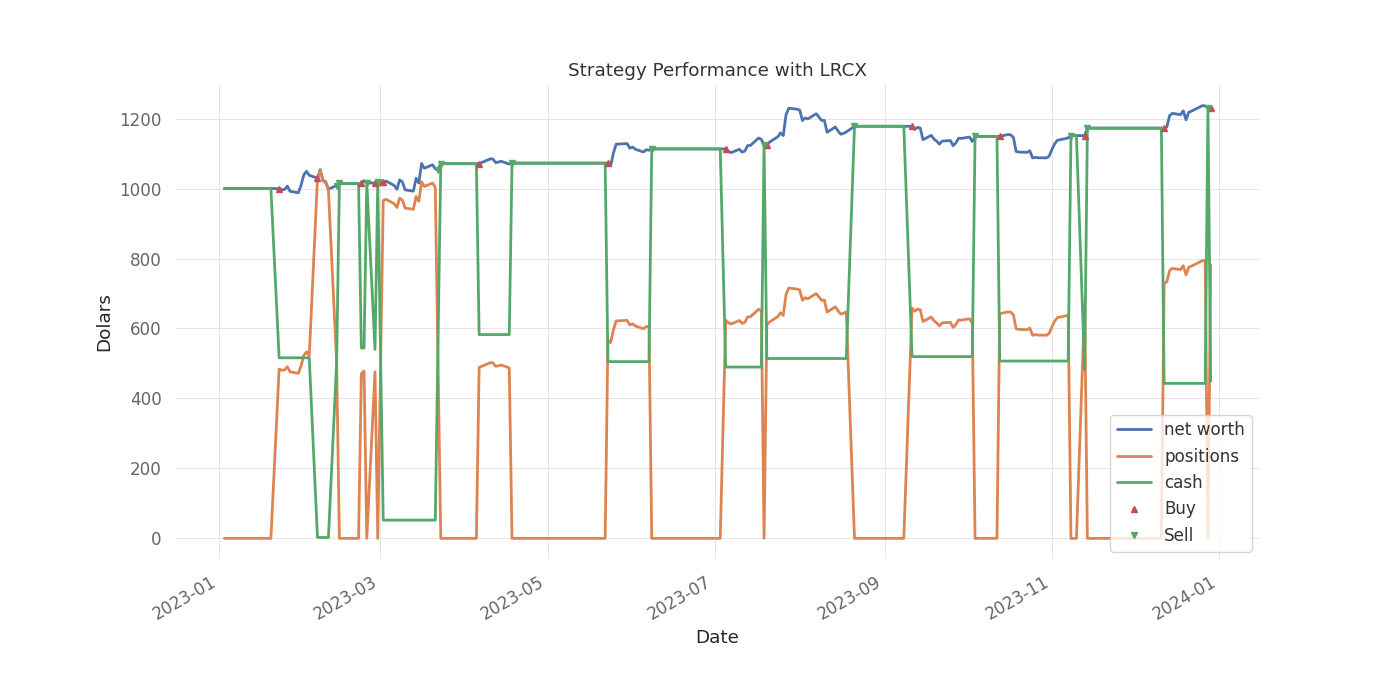 Strategy Performance with LRCX
1200
1000
800
600
400
200
0
Dolars
2023-01
2023-03
2023-05
2023-07
2023-09
2023-11
2024-01
Date
net worth
positions
cash
Buy
Sell